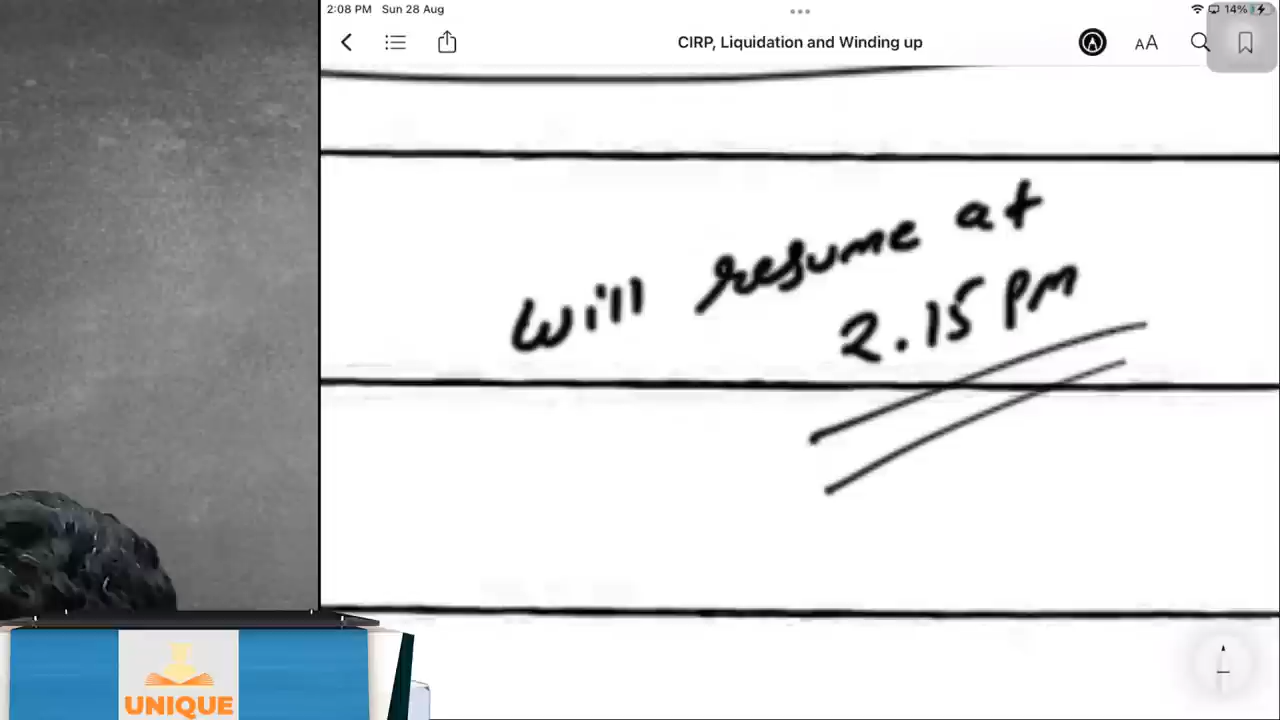 2:08 PM Sun 28 Aug
14%
CIRP, Liquidation and Winding up
AA
will resume at
2.15 pm
UNIQUE